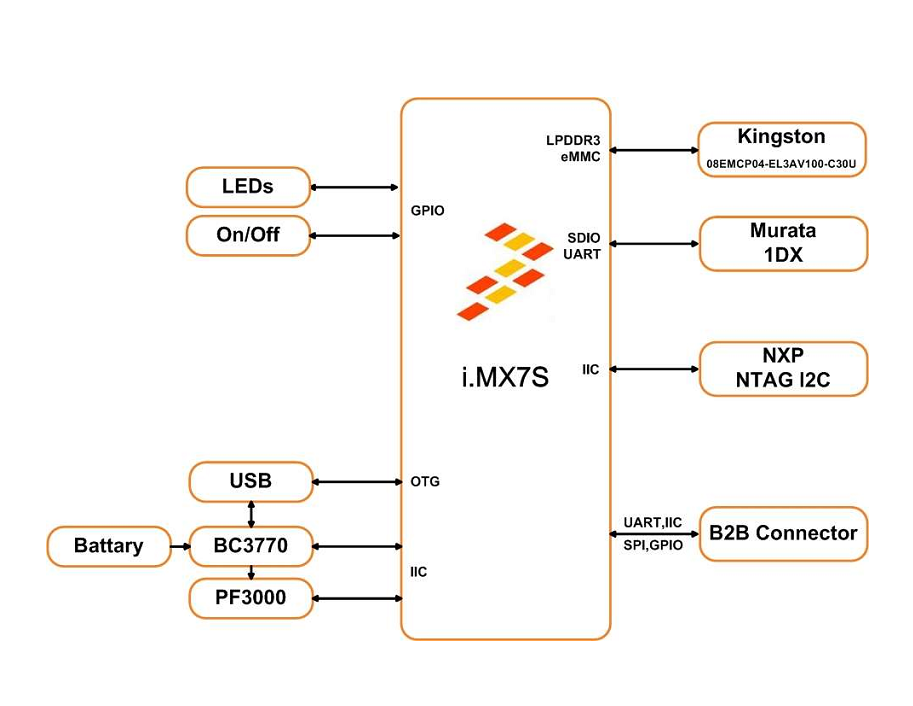 LPDDR3
eMMC
Kingston
08EMCP04-EL3AV100-C30U
LEDs
GPIO
On/Off
SDIO
UART
Murata
1DX
i.MX7S
IIC
NXP
NTAG I2C
USB
OTG
Battary
BC3770
IIC
PF3000
UART,IIC
SPI,GPIO
B2B Connector